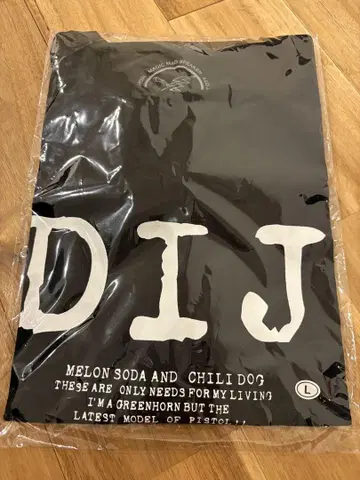 MAGIC
DIJ
MELON SODA AND CHILI DOG
THESE ARE ONLY NEEDS FOR MY LIVING
I'M A GREENHORN BUT THE
LATEST MODEL OF PISTOL!!
L